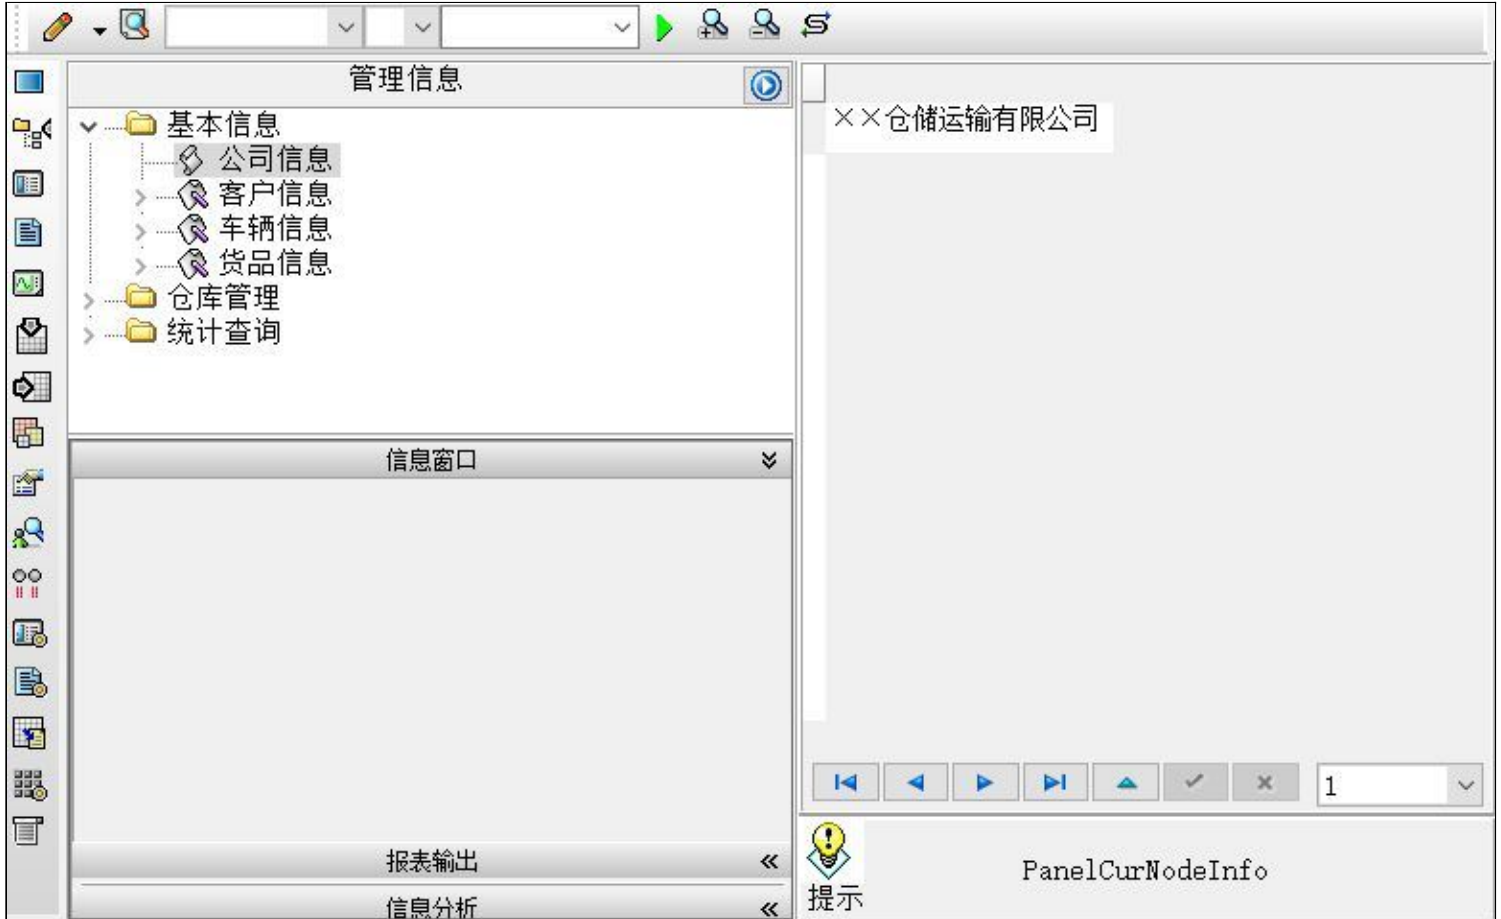 管理信息
基本信息
公司信息
客户信息
车辆信息
货品信息
仓库管理
统计查询
信息窗口
报表输出
信息分析
××仓储运输有限公司
1
提示
PanelCurNodeInfo